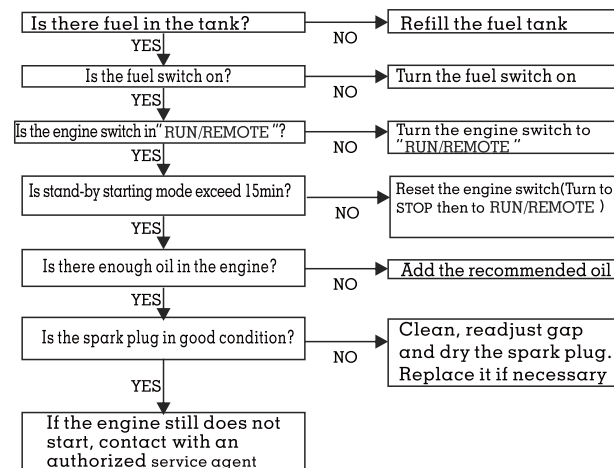 Is there fuel in the tank?
NO
Refill the fuel tank
YES
Is the fuel switch on?
NO
Turn the fuel switch on
YES
Is the engine switch in“ RUN/REMOTE ”?
NO
Turn the engine switch to
“RUN/REMOTE ”
YES
Is stand-by starting mode exceed 15min?
NO
Reset the engine switch(Turn to
STOP then to RUN/REMOTE )
YES
Is there enough oil in the engine?
NO
Add the recommended oil
YES
Is the spark plug in good condition?
NO
Clean, readjust gap
and dry the spark plug.
Replace it if necessary
YES
If the engine still does not
start, contact with an
authorized service agent